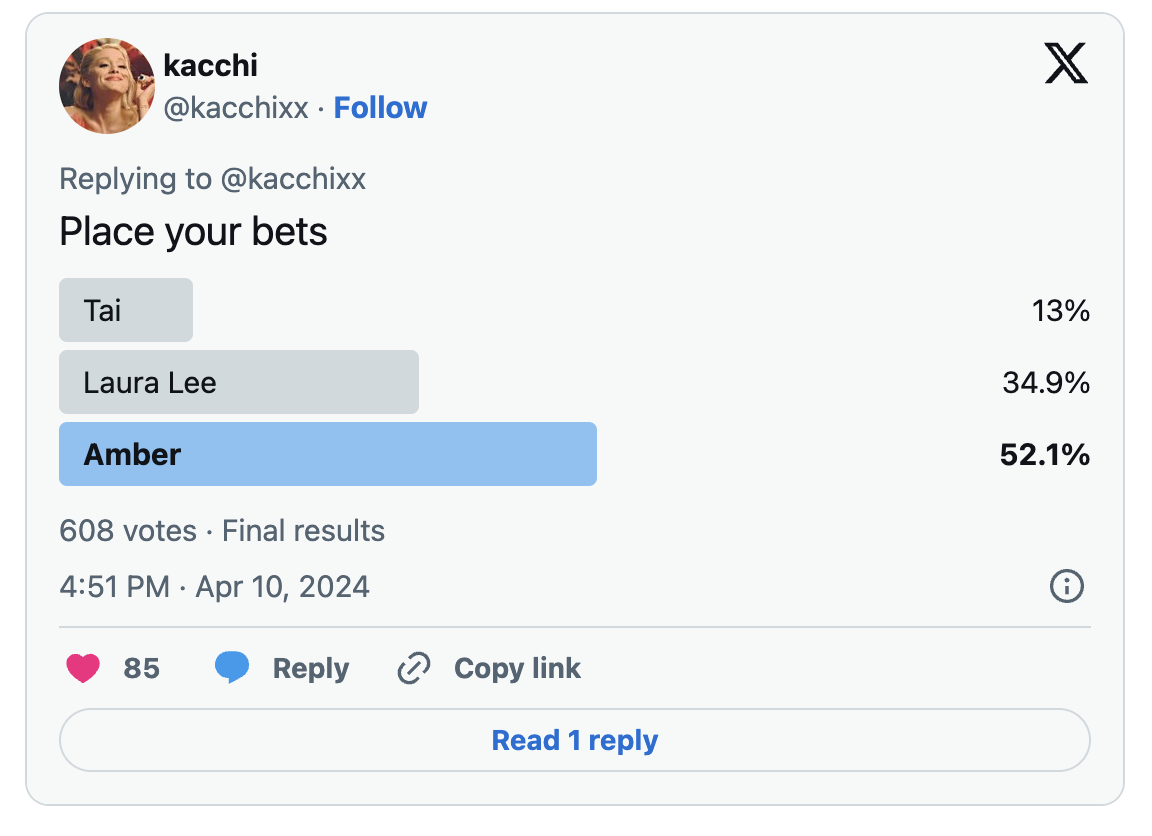 kacchi
@kacchixx · Follow
Replying to @kacchixx
Place your bets
Tai 13%
Laura Lee 34.9%
Amber 52.1%
608 votes · Final results
4:51 PM · Apr 10, 2024
85 Reply Copy link
Read 1 reply